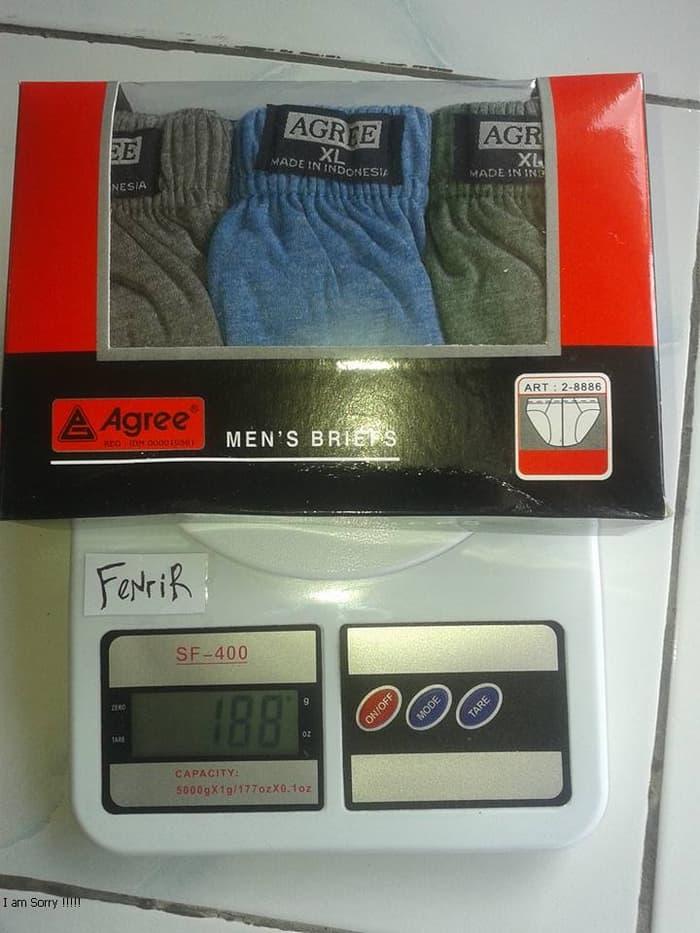 EE
NESIA
AGREE
XL
MADE IN INDONESIA
AGR
XL
MADE IN IND
Agree®
MEN'S BRIEFS
ART : 2-8886
FeNriR
SF-400
ZERO
TARE
188
g
oz
CAPACITY:
5000gX1g/177ozX0.1oz
ON/OFF
MODE
TARE
I am Sorry !!!!!